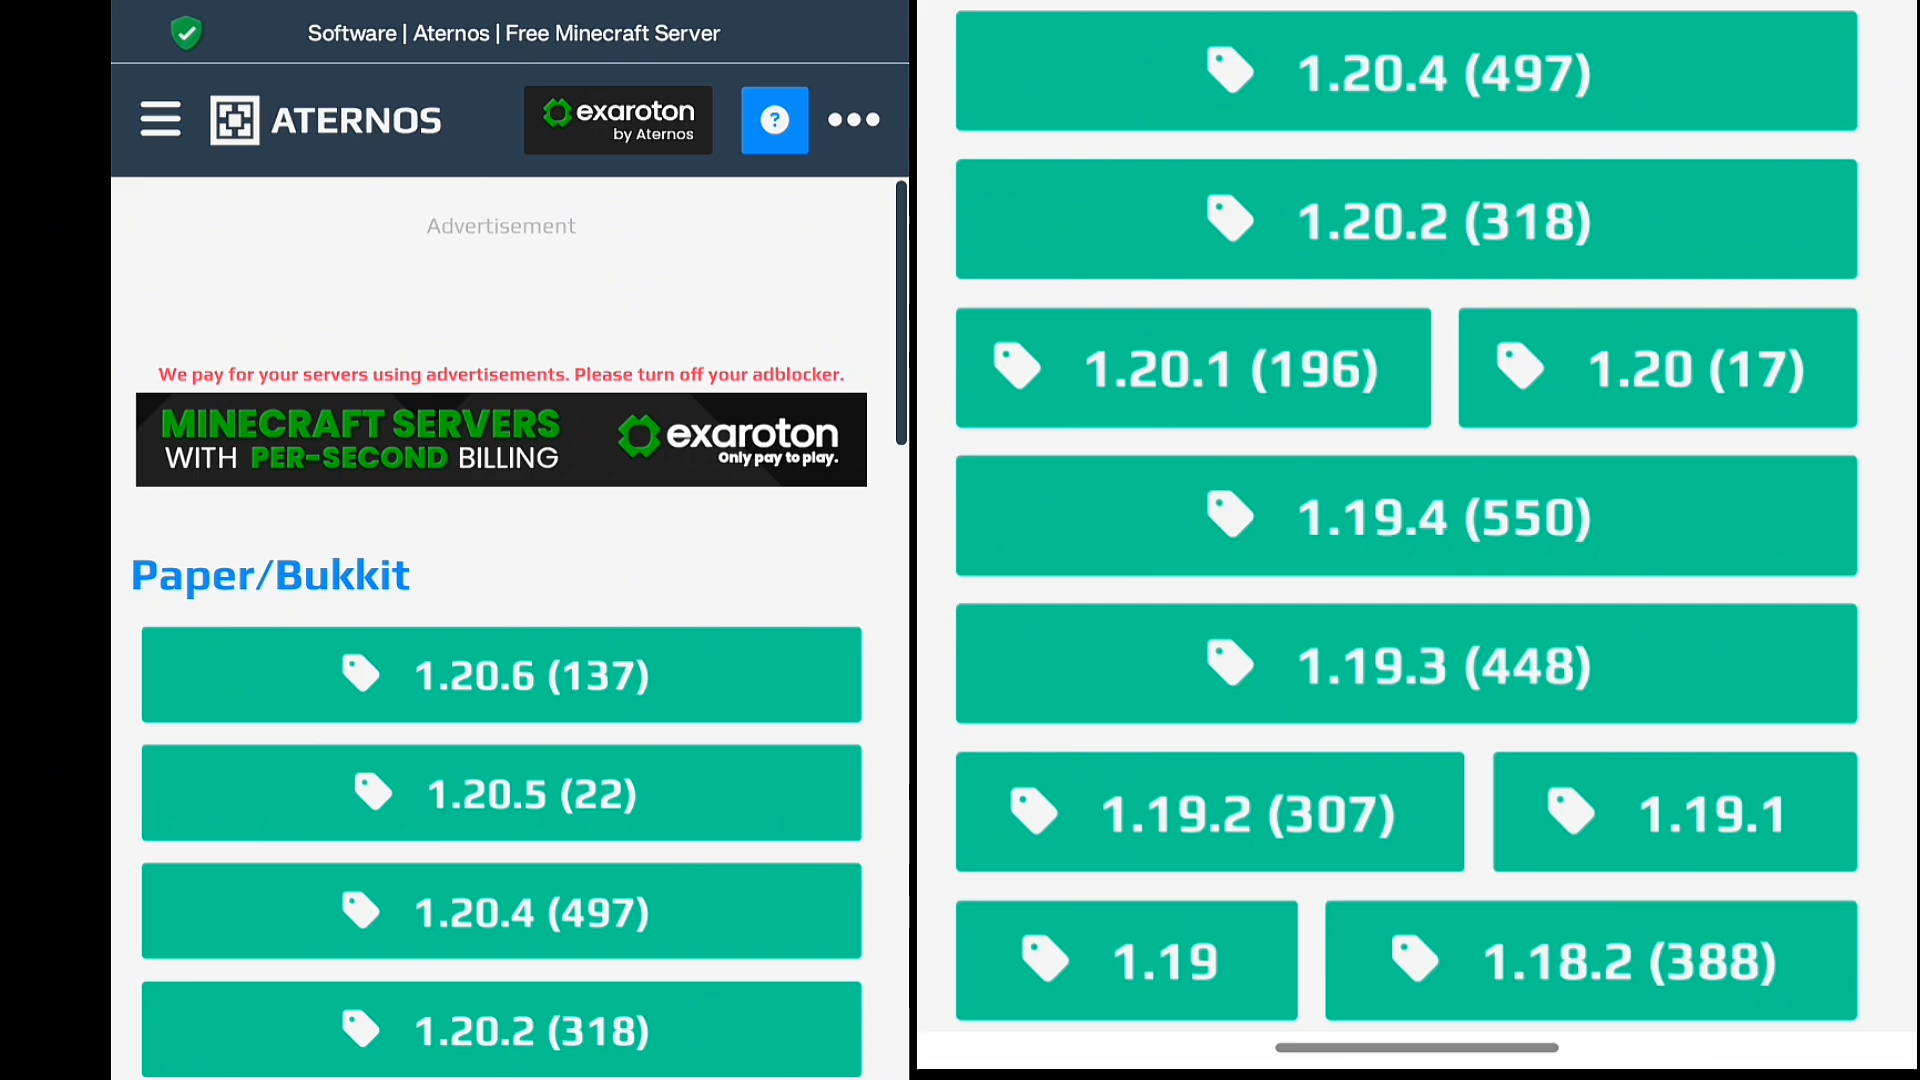 Software | Aternos | Free Minecraft Server
ATERNOS
exaroton
by Aternos
?
Advertisement
We pay for your servers using advertisements. Please turn off your adblocker.
MINECRAFT SERVERS
WITH PER-SECOND BILLING
exaroton
Only pay to play.
Paper/Bukkit
1.20.6 (137)
1.20.5 (22)
1.20.4 (497)
1.20.2 (318)
1.20.4 (497)
1.20.2 (318)
1.20.1 (196)
1.20 (17)
1.19.4 (550)
1.19.3 (448)
1.19.2 (307)
1.19.1
1.19
1.18.2 (388)